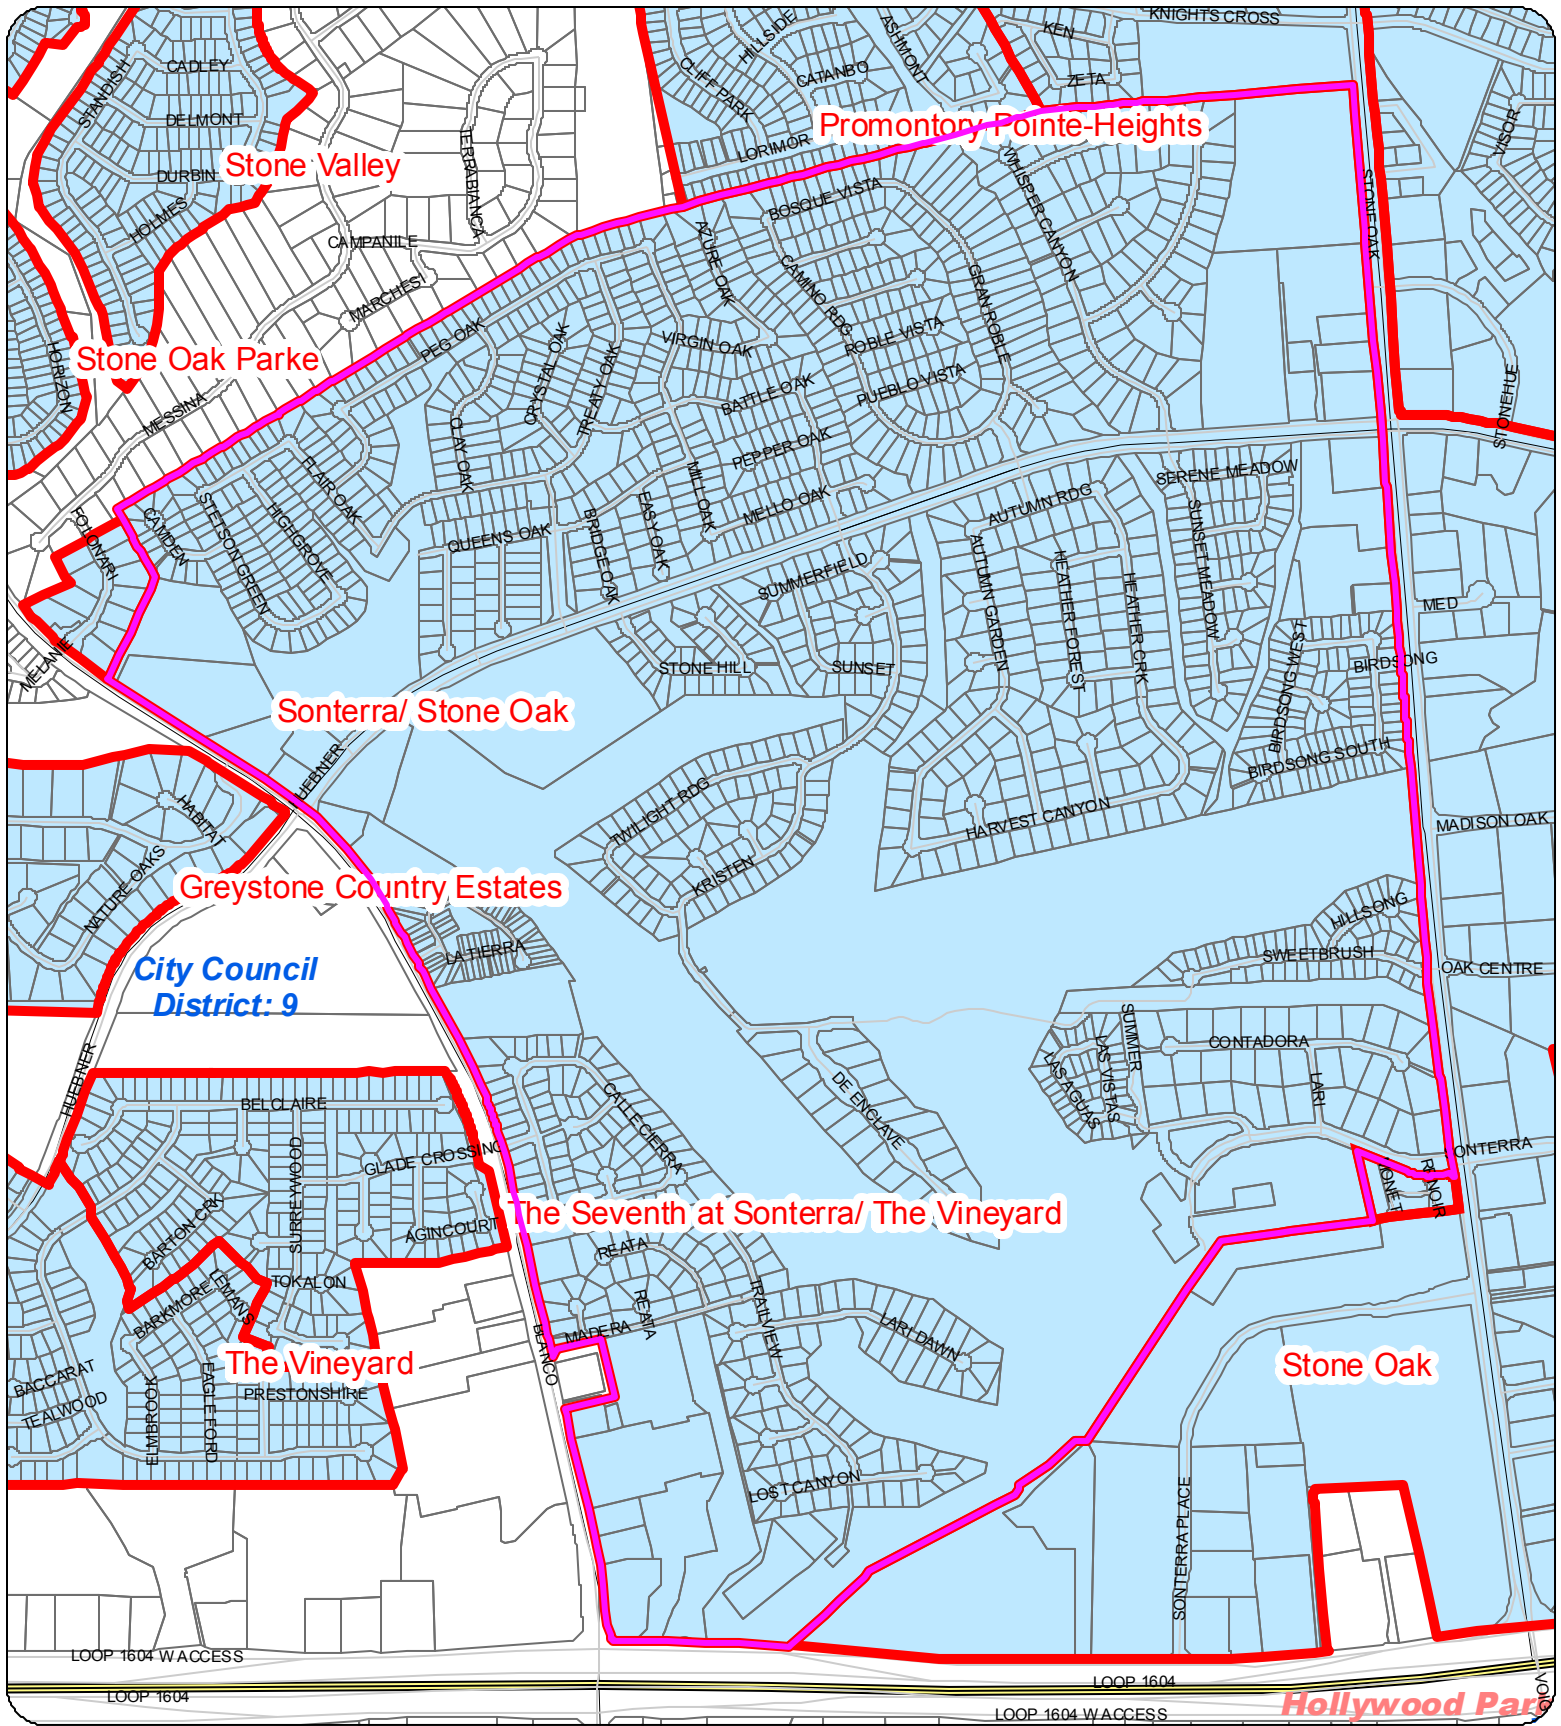 KNIGHTS CROSS
HILLSIDE
ASHMONT
KEN
CADLEY
STANDISH
CLIFF PARK
CATANBO
ZETA
DELMONT
Promontory Pointe-Heights
VISOR
TERRABIANCA
LORIMOR
WHISPER CANYON
Stone Valley
DURBIN
BOSQUE VISTA
STONE OAK
HOLMES
CAMPANILE
AZURE OAK
MARCHESI
CAMINO RDG
GRAN ROBLE
HORIZON
Stone Oak Parke
PEG OAK
CRYSTAL OAK
TREATY OAK
VIRGIN OAK
ROBLE VISTA
STONEHUE
MESSINA
BATTLE OAK
PUEBLO VISTA
CLAY OAK
PEPPER OAK
FLAIR OAK
MILL OAK
SERENE MEADOW
STETSON GREEN
HIGHGROVE
EASY OAK
MELLO OAK
AUTUMN RDG
SUNSET MEADOW
CAMDEN
BRIDGE OAK
QUEENS OAK
SUMMERFIELD
AUTUMN GARDEN
HEATHER FOREST
HEATHER CRK
MED
MELANIE
STONE HILL
SUNSET
BIRDSONG WEST
BIRDSONG
Sonterra/ Stone Oak
BIRDSONG SOUTH
HUEBNER
HABITAT
TWILIGHT RDG
HARVEST CANYON
MADISON OAK
NATURE OAKS
Greystone Country Estates
KRISTEN
HILLSONG
LA TIERRA
SWEETBRUSH
OAK CENTRE
City Council
District: 9
SUMMER
CONTADORA
HUEBNER
LAS AGUAS
LAS VISTAS
LARI
BELCLAIRE
CALLE CIERRA
DE ENCLAVE
GLADE CROSSING
SURREYWOOD
SONTERRA
MONET
RENOIR
BARTON CRK
AGINCOURT
The Seventh at Sonterra/ The Vineyard
REATA
TOKALON
LEMANS
BARKMORE
REATA
TRAILVIEW
MADERA
LARI DAWN
BLANCO
The Vineyard
Stone Oak
BACCARAT
PRESTONSHIRE
TEALWOOD
ELMBROOK
EAGLE FORD
LOST CANYON
SONTERRA PLACE
LOOP 1604 W ACCESS
LOOP 1604
LOOP 1604
LOOP 1604 W ACCESS
Hollywood Par
VOIG